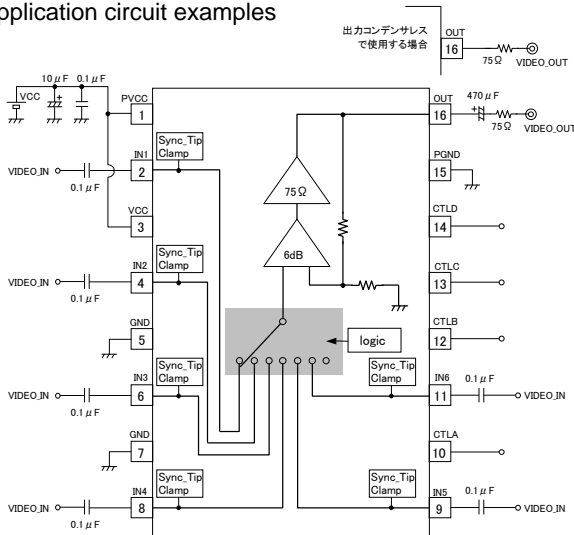 pplication circuit examples
出力コンデンサレス
で使用する場合
OUT
16
75Ω
VIDEO_OUT
10μF
0.1μF
VCC
PVCC
1
OUT
16
470μF
+
75Ω
VIDEO_OUT
Sync_Tip
Clamp
IN1
2
VIDEO_IN
0.1μF
PGND
15
75Ω
VCC
3
CTLD
14
6dB
Sync_Tip
Clamp
IN2
4
VIDEO_IN
0.1μF
CTLC
13
GND
5
logic
CTLB
12
Sync_Tip
Clamp
IN3
6
VIDEO_IN
0.1μF
Sync_Tip
Clamp
IN6
11
0.1μF
VIDEO_IN
GND
7
CTLA
10
Sync_Tip
Clamp
IN4
8
VIDEO_IN
0.1μF
Sync_Tip
Clamp
IN5
9
0.1μF
VIDEO_IN